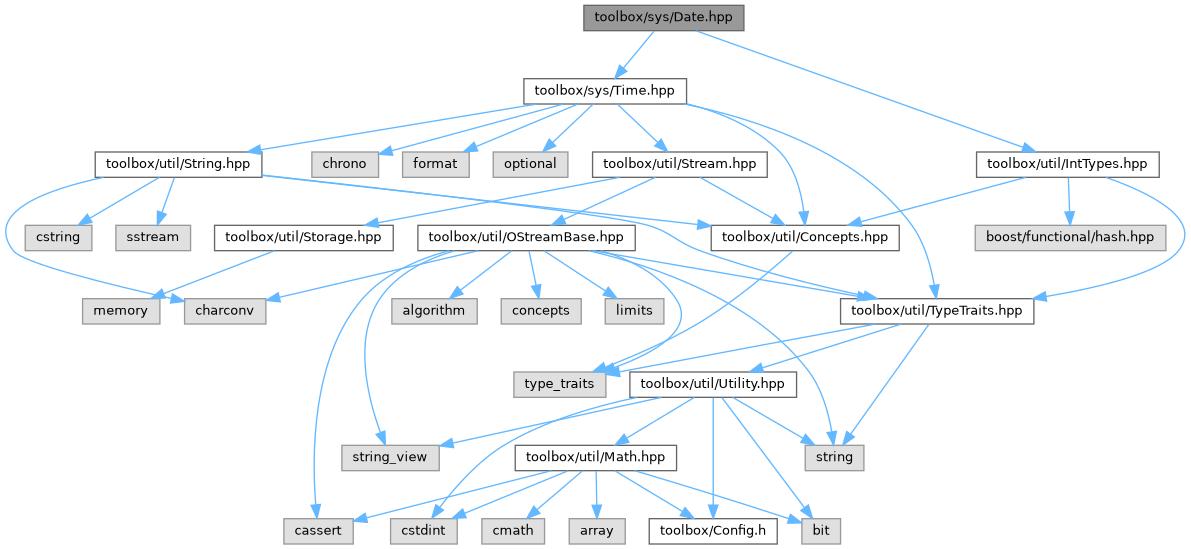 toolbox/sys/Date.hpp
toolbox/sys/Time.hpp
toolbox/util/String.hpp
chrono
format
optional
toolbox/util/Stream.hpp
toolbox/util/IntTypes.hpp
cstring
sstream
toolbox/util/Storage.hpp
toolbox/util/OStreamBase.hpp
toolbox/util/Concepts.hpp
boost/functional/hash.hpp
memory
charconv
algorithm
concepts
limits
toolbox/util/TypeTraits.hpp
type_traits
toolbox/util/Utility.hpp
string_view
toolbox/util/Math.hpp
string
cassert
cstdint
cmath
array
toolbox/Config.h
bit